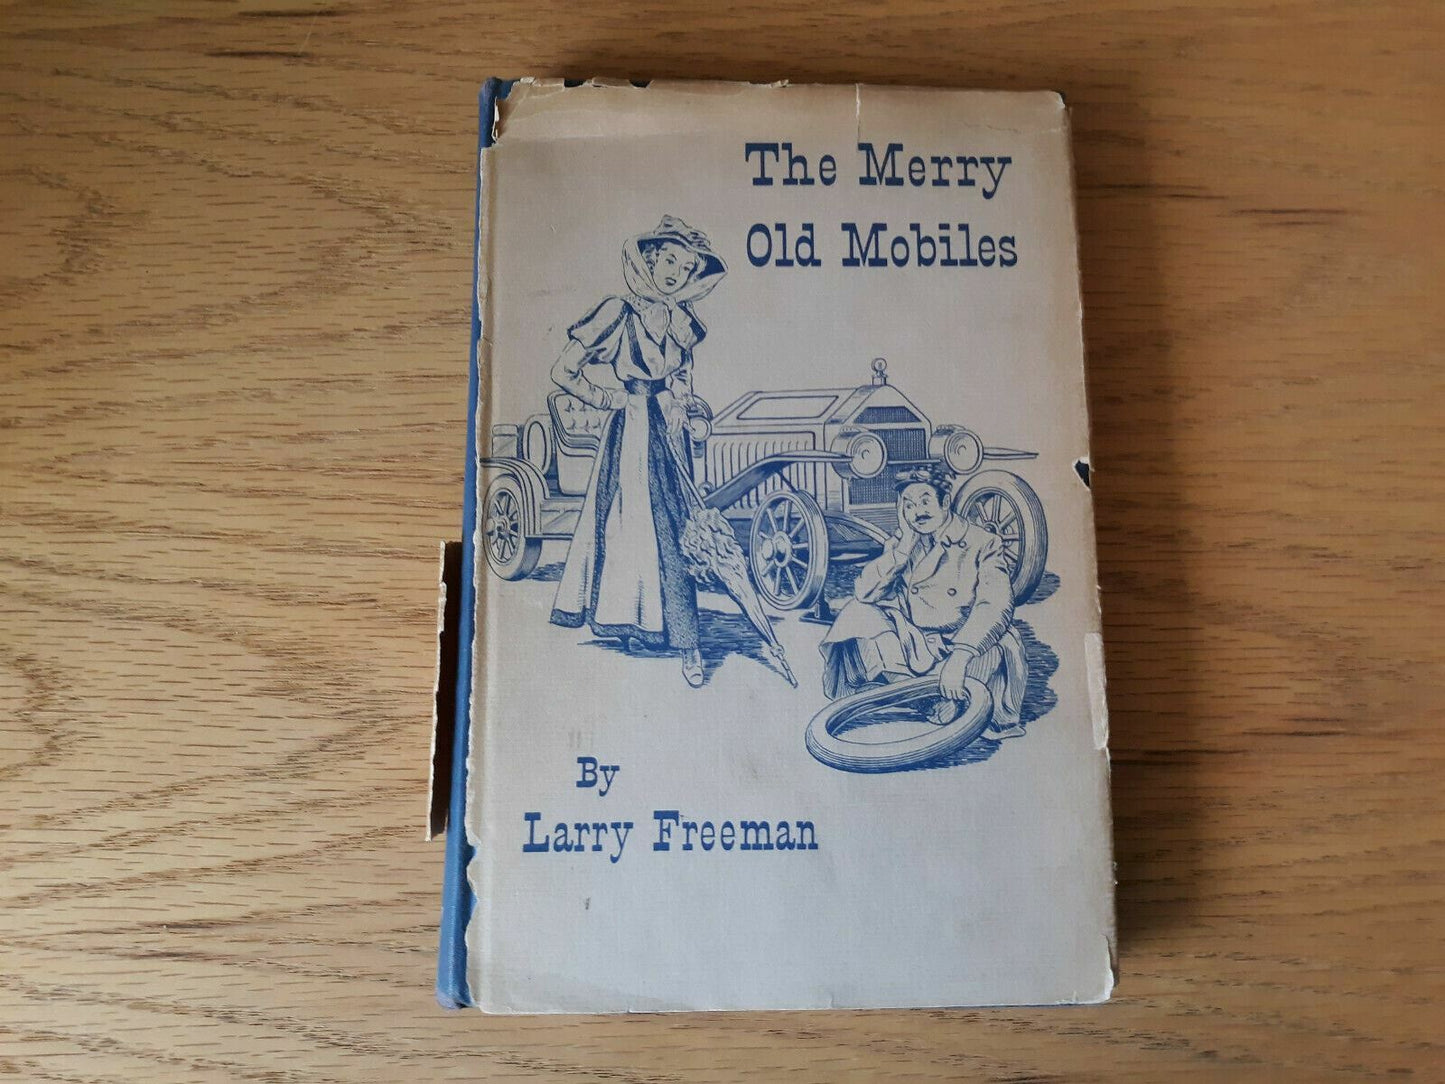 The Merry
Old Mobiles
By
Larry Freeman